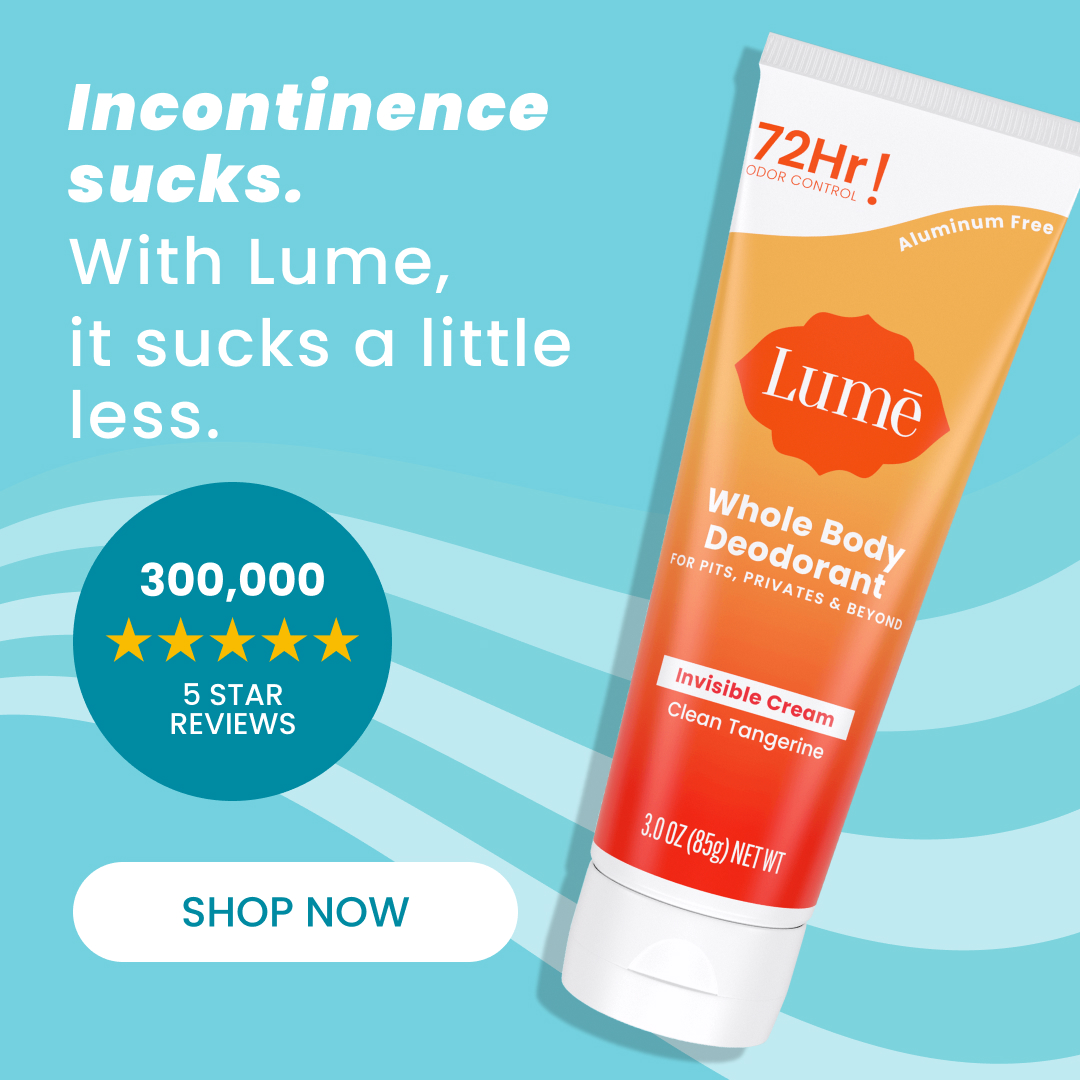 Incontinence
sucks.
With Lume,
it sucks a little
less.
300,000
5 STAR
REVIEWS
SHOP NOW
72Hr!
ODOR CONTROL
Aluminum Free
Lumē
Whole Body
Deodorant
FOR PITS, PRIVATES & BEYOND
Invisible Cream
Clean Tangerine
3.0 OZ (85g) NET WT